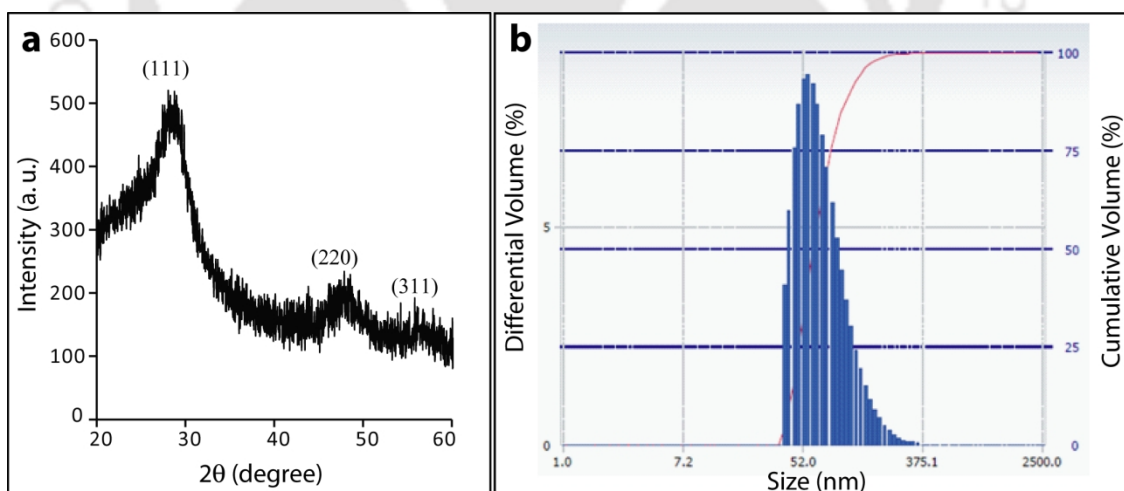 a
600
500
400
300
200
100
0
Intensity (a. u.)
(111)
(220)
(311)
20 30 40 50 60
2θ (degree)
b
Differential Volume (%)
5
0
100
75
50
25
0
Cumulative Volume (%)
1.0 7.2 52.0 375.1 2500.0
Size (nm)